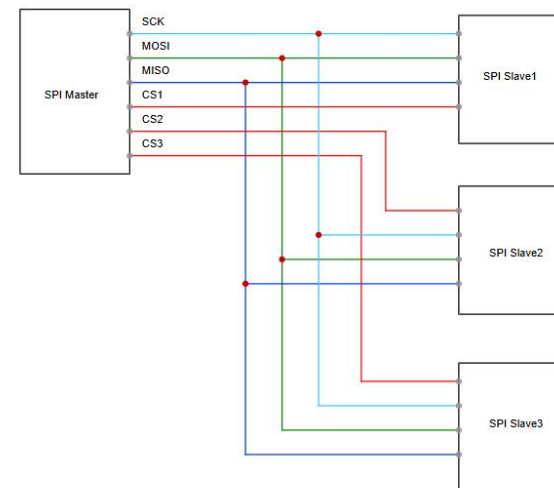 SCK
MOSI
MISO
CS1
CS2
CS3
SPI Master
SPI Slave1
SPI Slave2
SPI Slave3